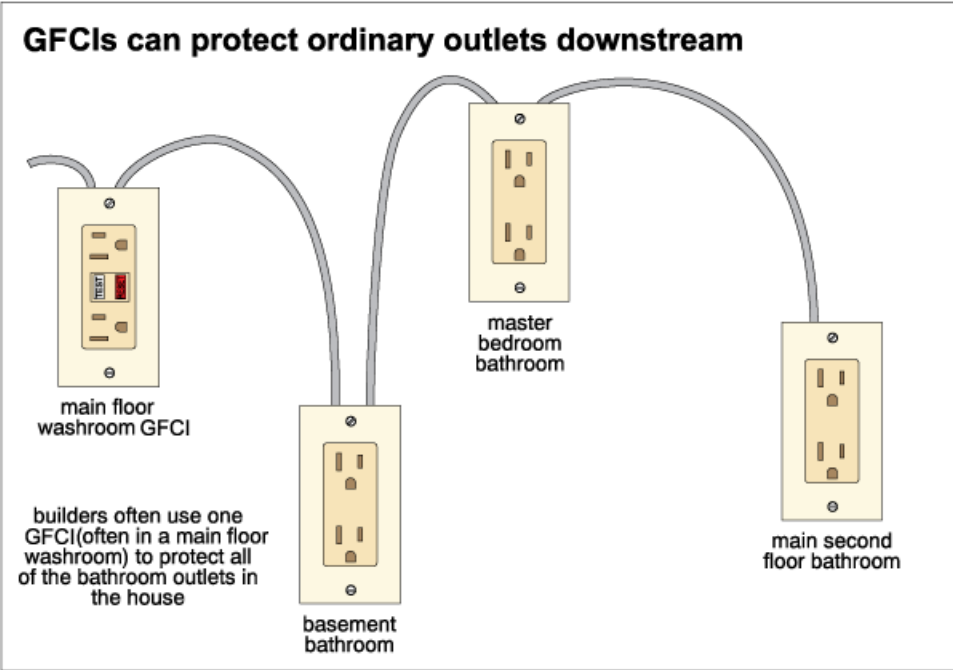 GFCIs can protect ordinary outlets downstream
TEST
RESET
main floor
washroom GFCI
master
bedroom
bathroom
builders often use one
GFCI(often in a main floor
washroom) to protect all
of the bathroom outlets in
the house
basement
bathroom
main second
floor bathroom